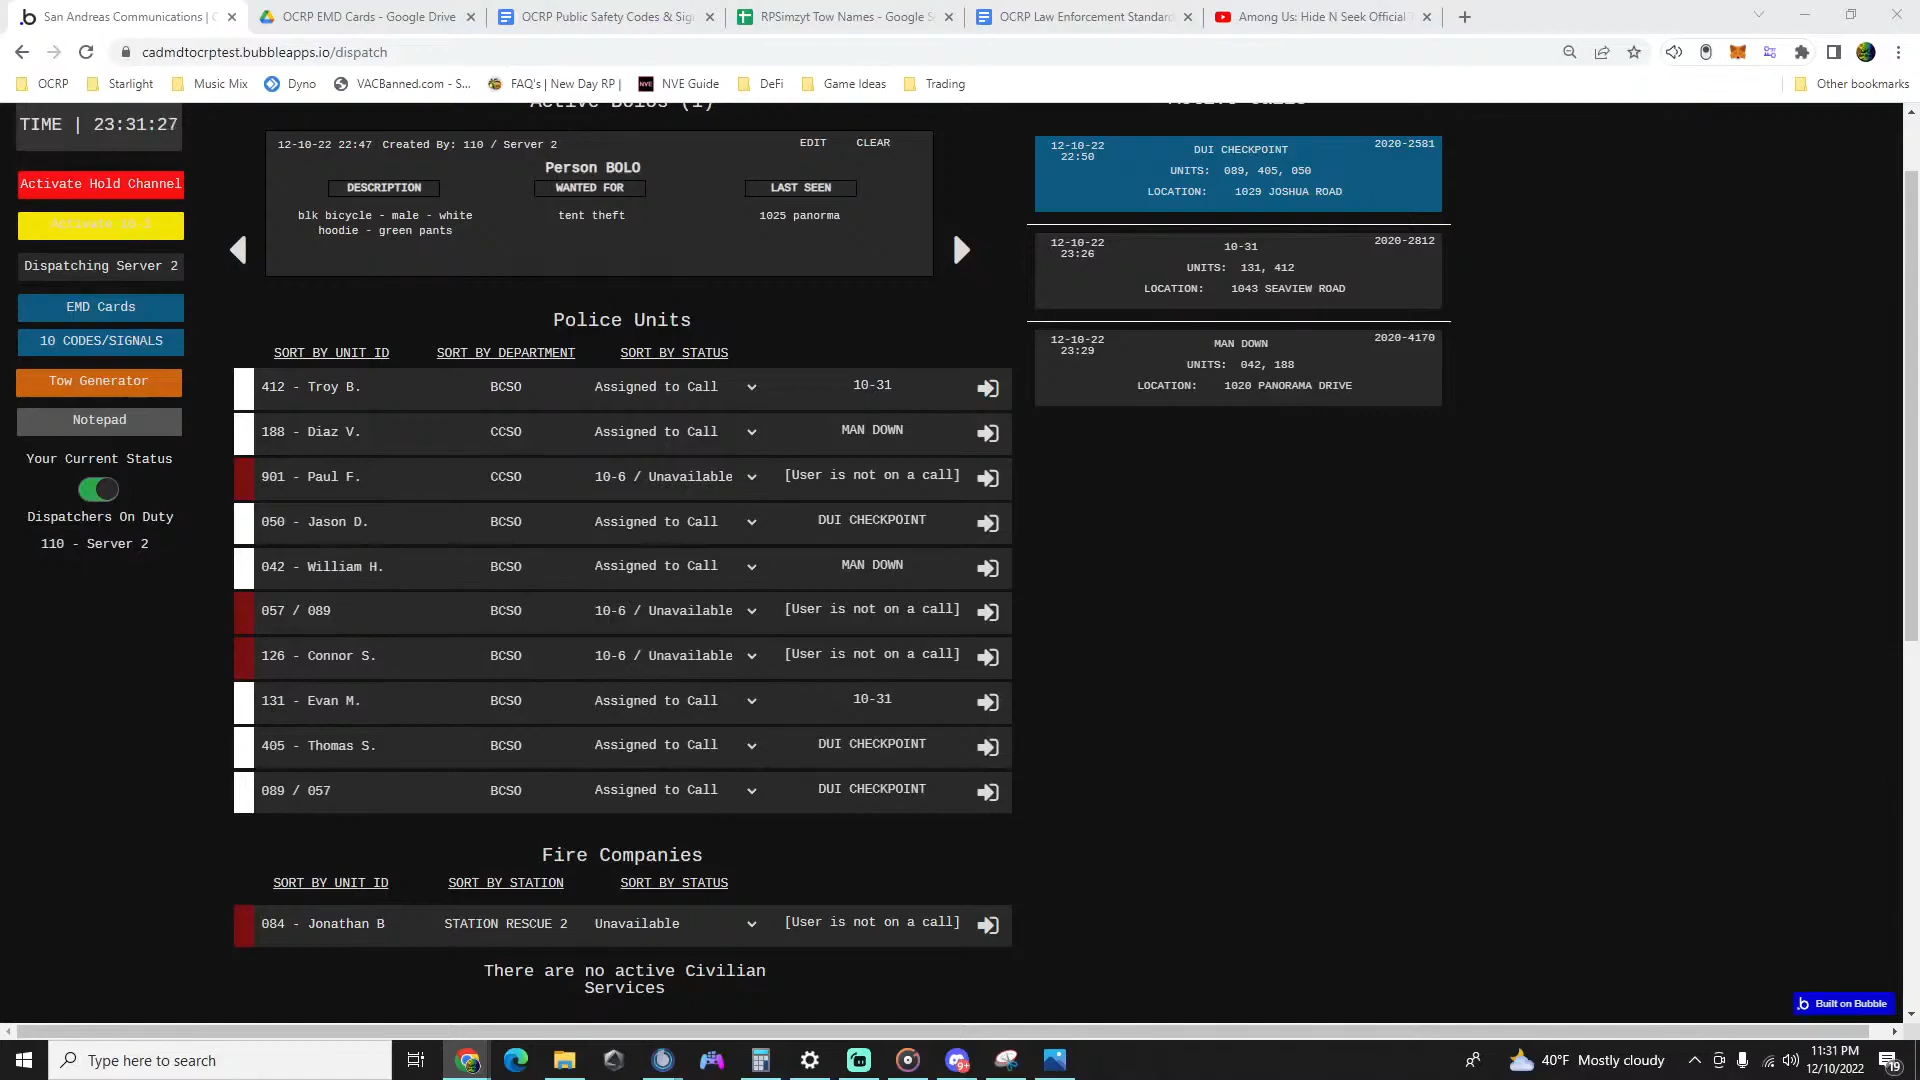 San Andreas Communications | C
OCRP EMD Cards - Google Drive
OCRP Public Safety Codes & Sig
RPSimzyt Tow Names - Google S
OCRP Law Enforcement Standard
Among Us: Hide N Seek Official T
cadmdtocrptest.bubbleapps.io/dispatch
OCRP
Starlight
Music Mix
Dyno
VACBanned.com - S...
FAQ's | New Day RP |
NVE Guide
DeFi
Game Ideas
Trading
Other bookmarks
TIME | 23:31:27
Activate Hold Channel
Activate 10-3
Dispatching Server 2
EMD Cards
10 CODES/SIGNALS
Tow Generator
Notepad
Your Current Status
Dispatchers On Duty
110 - Server 2
Active Bolos (1)
12-10-22 22:47 Created By: 110 / Server 2
EDIT
CLEAR
Person BOLO
DESCRIPTION
WANTED FOR
LAST SEEN
blk bicycle - male - white
hoodie - green pants
tent theft
1025 panorma
Police Units
SORT BY UNIT ID
SORT BY DEPARTMENT
SORT BY STATUS
412 - Troy B. BCSO Assigned to Call 10-31
188 - Diaz V. CCSO Assigned to Call MAN DOWN
901 - Paul F. CCSO 10-6 / Unavailable [User is not on a call]
050 - Jason D. BCSO Assigned to Call DUI CHECKPOINT
042 - William H. BCSO Assigned to Call MAN DOWN
057 / 089 BCSO 10-6 / Unavailable [User is not on a call]
126 - Connor S. BCSO 10-6 / Unavailable [User is not on a call]
131 - Evan M. BCSO Assigned to Call 10-31
405 - Thomas S. BCSO Assigned to Call DUI CHECKPOINT
089 / 057 BCSO Assigned to Call DUI CHECKPOINT
Fire Companies
SORT BY UNIT ID
SORT BY STATION
SORT BY STATUS
084 - Jonathan B STATION RESCUE 2 Unavailable [User is not on a call]
There are no active Civilian
Services
Active Calls
12-10-22
22:50
DUI CHECKPOINT
2020-2581
UNITS: 089, 405, 050
LOCATION: 1029 JOSHUA ROAD
12-10-22
23:26
10-31
2020-2812
UNITS: 131, 412
LOCATION: 1043 SEAVIEW ROAD
12-10-22
23:29
MAN DOWN
2020-4170
UNITS: 042, 188
LOCATION: 1020 PANORAMA DRIVE
Built on Bubble
Type here to search
9+
40°F Mostly cloudy
11:31 PM
12/10/2022
19